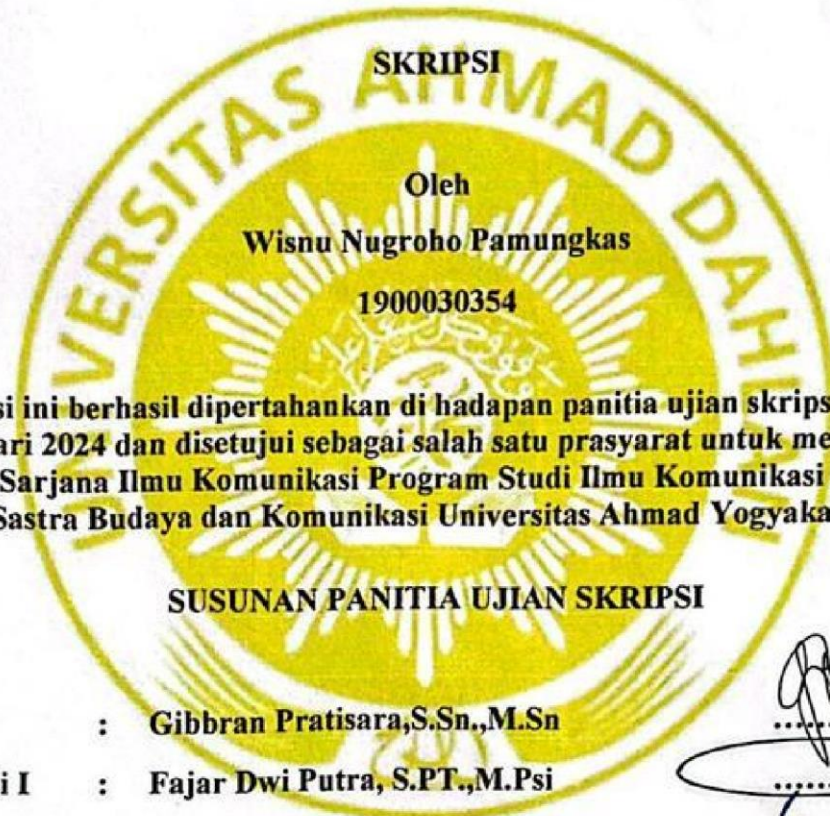 UNIVERSITAS AHMAD DAHLAN
SKRIPSI
Oleh
Wisnu Nugroho Pamungkas
1900030354
si ini berhasil dipertahankan di hadapan panitia ujian skrips
ari 2024 dan disetujui sebagai salah satu prasyarat untuk me
Sarjana Ilmu Komunikasi Program Studi Ilmu Komunikasi
Sastra Budaya dan Komunikasi Universitas Ahmad Yogyaka
SUSUNAN PANITIA UJIAN SKRIPSI
: Gibbran Pratisara,S.Sn.,M.Sn
i I : Fajar Dwi Putra, S.PT.,M.Psi